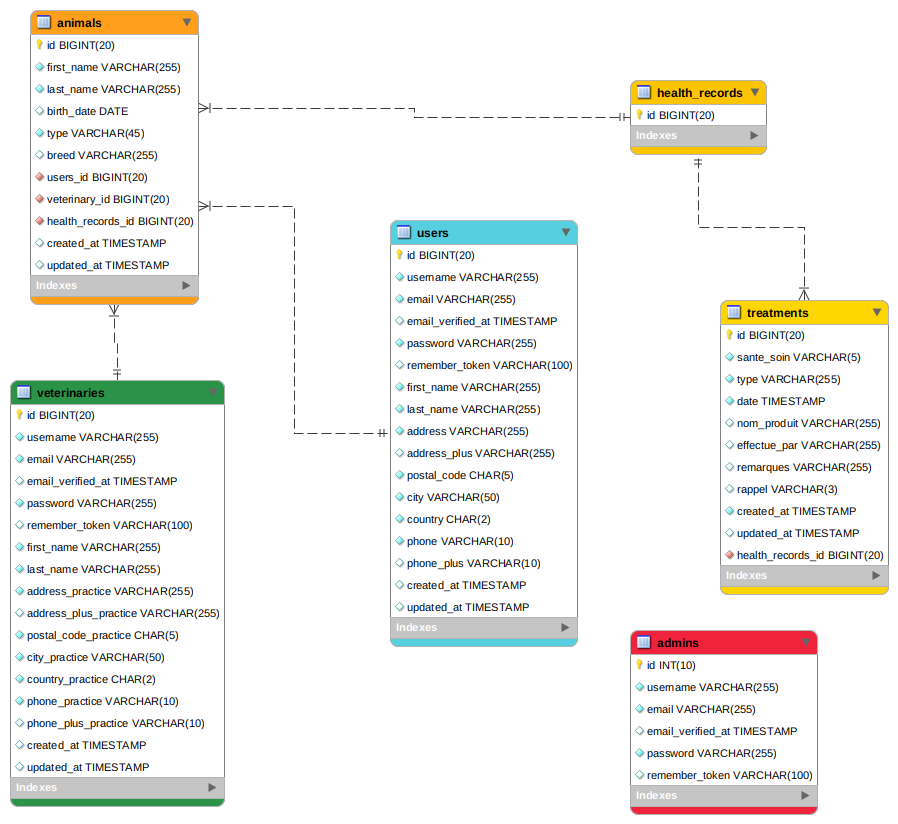 animals
id BIGINT(20)
first_name VARCHAR(255)
last_name VARCHAR(255)
birth_date DATE
type VARCHAR(45)
breed VARCHAR(255)
users_id BIGINT(20)
veterinary_id BIGINT(20)
health_records_id BIGINT(20)
created_at TIMESTAMP
updated_at TIMESTAMP
Indexes
health_records
id BIGINT(20)
Indexes
users
id BIGINT(20)
username VARCHAR(255)
email VARCHAR(255)
email_verified_at TIMESTAMP
password VARCHAR(255)
remember_token VARCHAR(100)
first_name VARCHAR(255)
last_name VARCHAR(255)
address VARCHAR(255)
address_plus VARCHAR(255)
postal_code CHAR(5)
city VARCHAR(50)
country CHAR(2)
phone VARCHAR(10)
phone_plus VARCHAR(10)
created_at TIMESTAMP
updated_at TIMESTAMP
Indexes
treatments
id BIGINT(20)
sante_soin VARCHAR(5)
type VARCHAR(255)
date TIMESTAMP
nom_produit VARCHAR(255)
effectue_par VARCHAR(255)
remarques VARCHAR(255)
rappel VARCHAR(3)
created_at TIMESTAMP
updated_at TIMESTAMP
health_records_id BIGINT(20)
Indexes
veterinaries
id BIGINT(20)
username VARCHAR(255)
email VARCHAR(255)
email_verified_at TIMESTAMP
password VARCHAR(255)
remember_token VARCHAR(100)
first_name VARCHAR(255)
last_name VARCHAR(255)
address_practice VARCHAR(255)
address_plus_practice VARCHAR(255)
postal_code_practice CHAR(5)
city_practice VARCHAR(50)
country_practice CHAR(2)
phone_practice VARCHAR(10)
phone_plus_practice VARCHAR(10)
created_at TIMESTAMP
updated_at TIMESTAMP
Indexes
admins
id INT(10)
username VARCHAR(255)
email VARCHAR(255)
email_verified_at TIMESTAMP
password VARCHAR(255)
remember_token VARCHAR(100)
Indexes